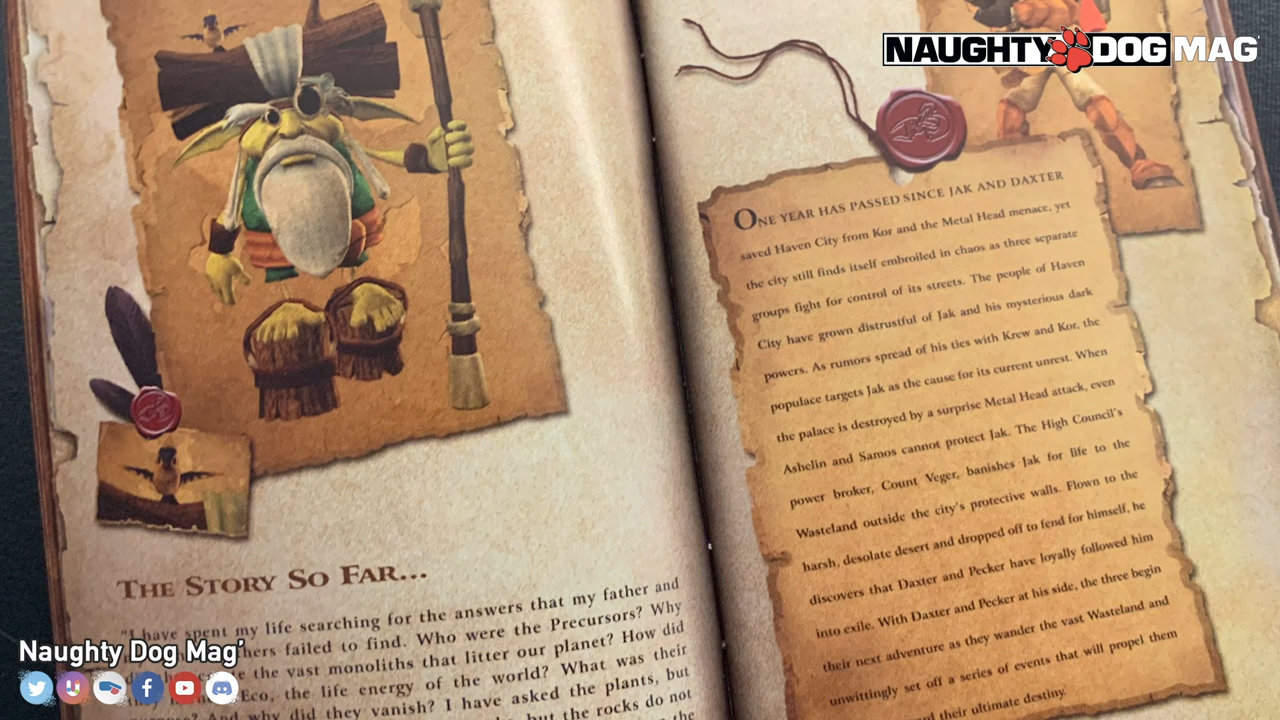 NAUGHTY DOG MAG'
THE STORY SO FAR...
"I have spent my life searching for the answers that my father and
hers failed to find. Who were the Precursors? Why
the vast monoliths that litter our planet? How did
Eco, the life energy of the world? What was their
And why did they vanish? I have asked the plants, but
but the rocks do not
the
ONE YEAR HAS PASSED SINCE JAK AND DAXTER
saved Haven City from Kor and the Metal Head menace, yet
the city still finds itself embroiled in chaos as three separate
groups fight for control of its streets. The people of Haven
City have grown distrustful of Jak and his mysterious dark
powers. As rumors spread of his ties with Krew and Kor, the
populace targets Jak as the cause for its current unrest. When
the palace is destroyed by a surprise Metal Head attack, even
Ashelin and Samos cannot protect Jak. The High Council's
power broker, Count Veger, banishes Jak for life to the
Wasteland outside the city's protective walls. Flown to the
harsh, desolate desert and dropped off to fend for himself, he
discovers that Daxter and Pecker have loyally followed him
into exile. With Daxter and Pecker at his side, the three begin
their next adventure as they wander the vast Wasteland and
unwittingly set off a series of events that will propel them
their ultimate destiny.
Naughty Dog Mag'